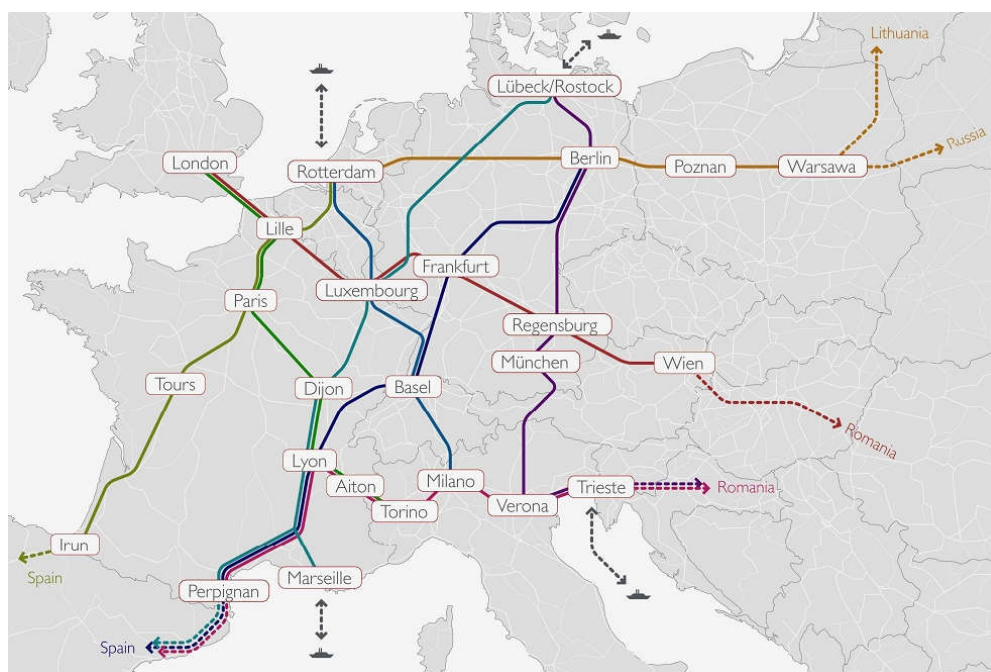 Lithuania
Lübeck/Rostock
Russia
London
Rotterdam
Berlin
Poznan
Warsawa
Lille
Frankfurt
Luxembourg
Paris
Regensburg
München
Wien
Tours
Dijon
Basel
Romania
Lyon
Aiton
Milano
Trieste
Romania
Torino
Verona
Irun
Spain
Marseille
Perpignan
Spain